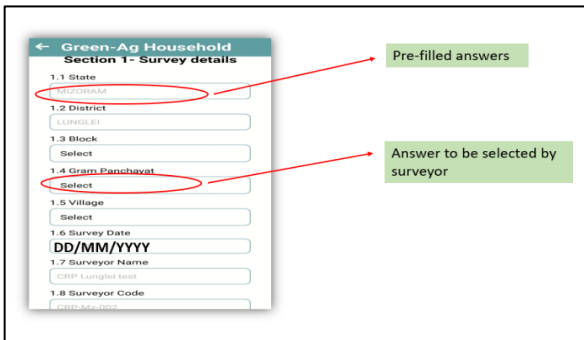 ← Green-Ag Household
Section 1- Survey details
1.1 State
MIZORAM
1.2 District
LUNGLEI
1.3 Block
Select
1.4 Gram Panchayat
Select
1.5 Village
Select
1.6 Survey Date
DD/MM/YYYY
1.7 Surveyor Name
CRP Lunglei test
1.8 Surveyor Code
CRP-Mz-002
Pre-filled answers
Answer to be selected by
surveyor